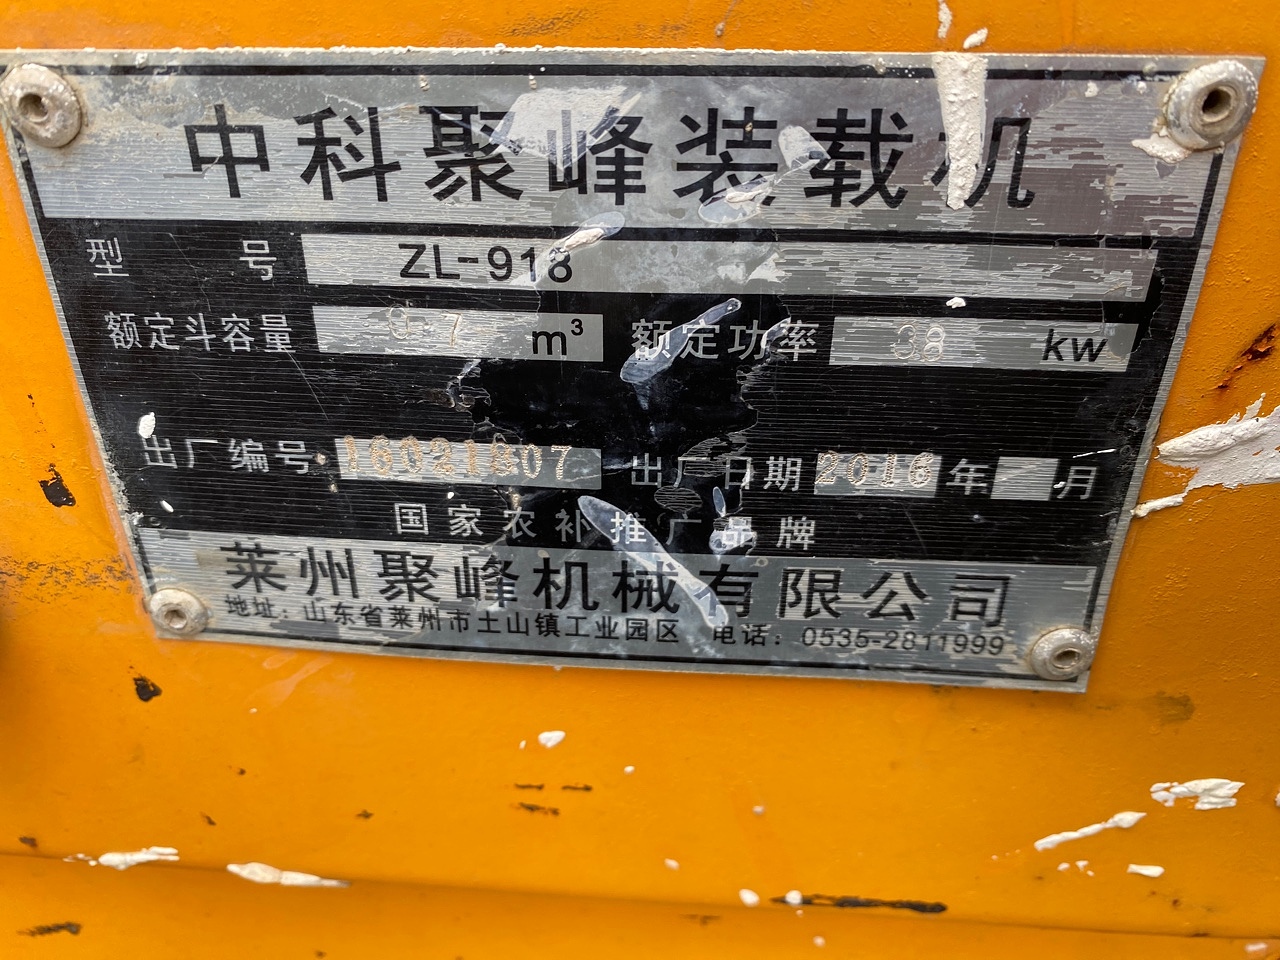 中科聚峰装载机
型号 ZL-918
额定斗容量 0.7 m³ 额定功率 38 kw
出厂编号 16021807 出厂日期 2016 年 月
国家农补推广品牌
莱州聚峰机械有限公司
地址：山东省莱州市土山镇工业园区 电话：0535-2811999